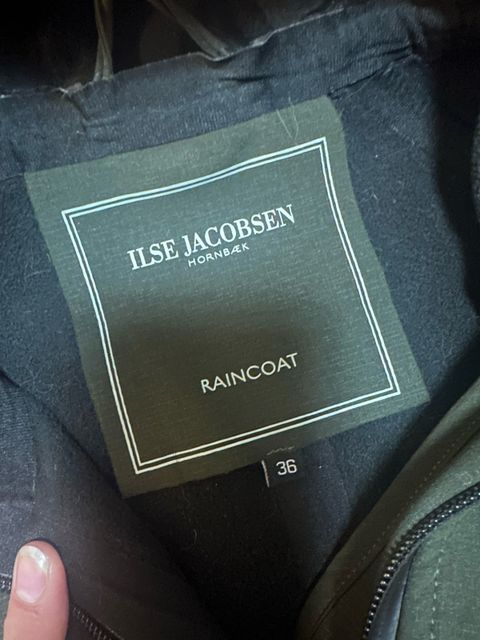 ILSE JACOBSEN
HORNBÆK
RAINCOAT
36